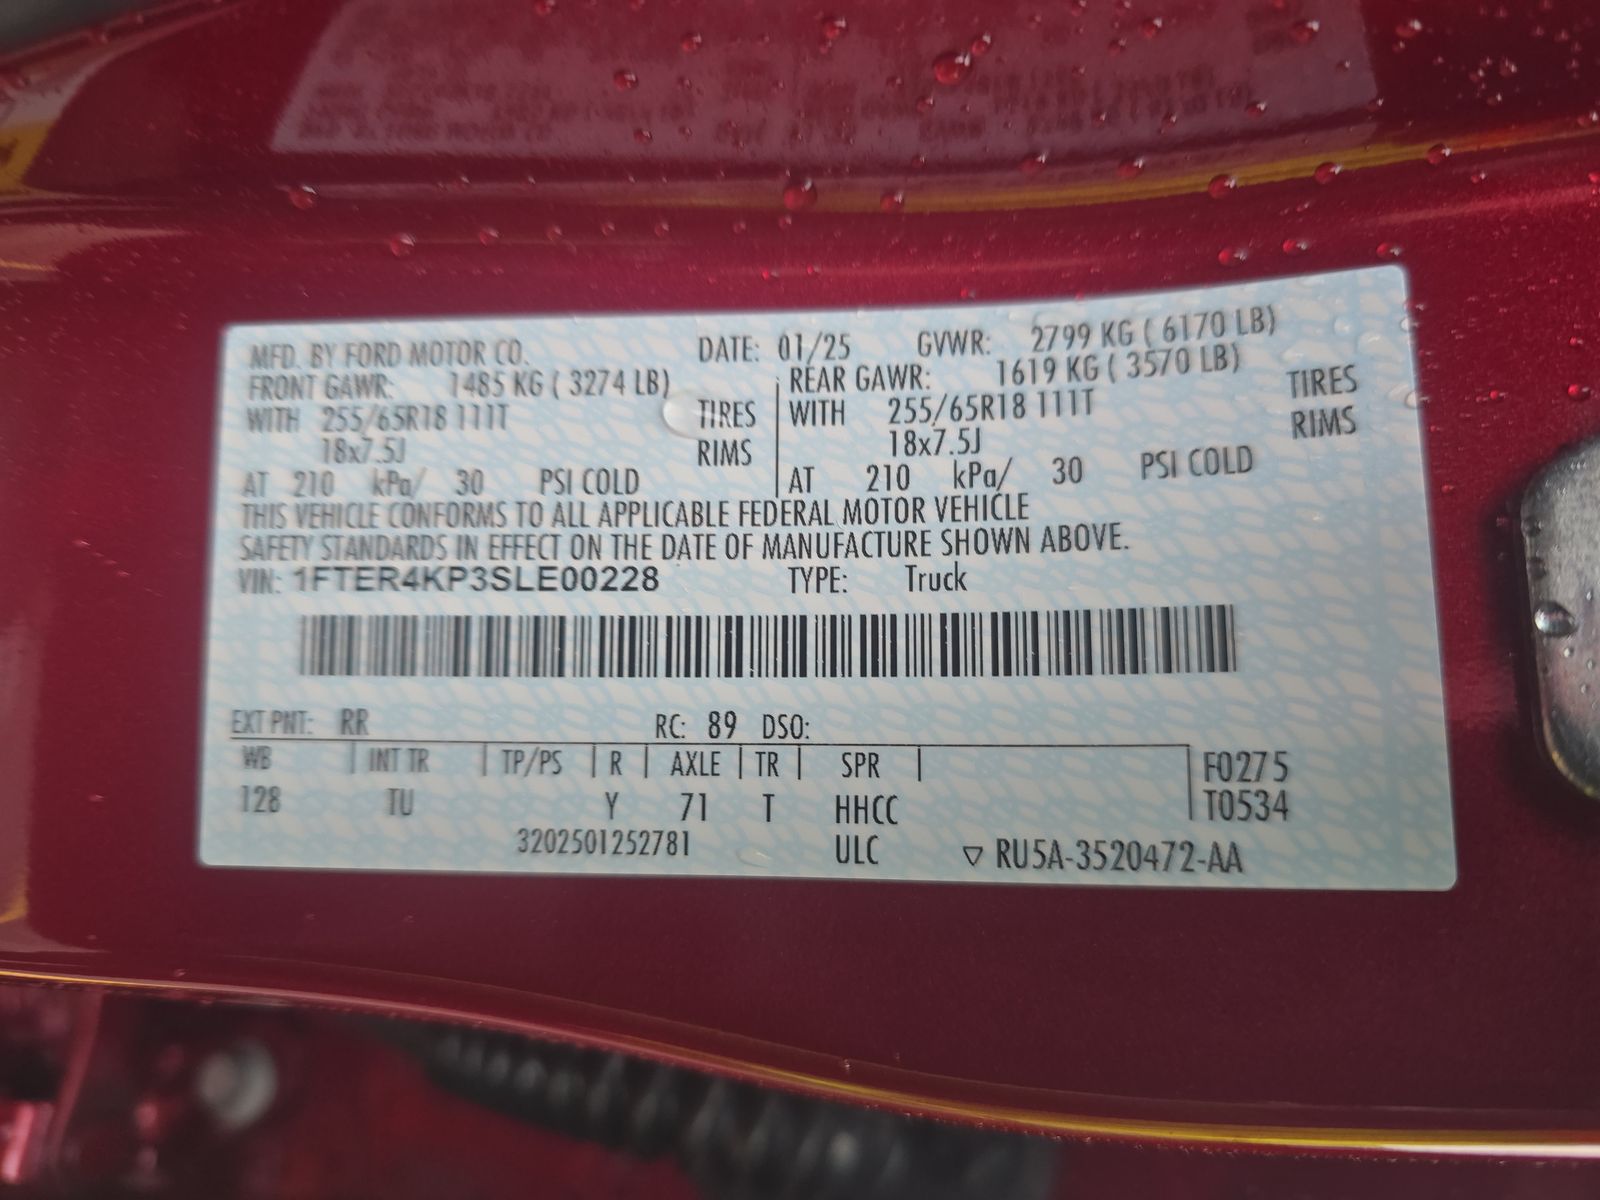 MFD. BY FORD MOTOR CO. DATE: 01/25 GVWR: 2799 KG ( 6170 LB)
FRONT GAWR: 1485 KG ( 3274 LB) REAR GAWR: 1619 KG ( 3570 LB)
WITH 255/65R18 111T TIRES WITH 255/65R18 111T TIRES
18x7.5J RIMS 18x7.5J RIMS
AT 210 kPa/ 30 PSI COLD AT 210 kPa/ 30 PSI COLD
THIS VEHICLE CONFORMS TO ALL APPLICABLE FEDERAL MOTOR VEHICLE
SAFETY STANDARDS IN EFFECT ON THE DATE OF MANUFACTURE SHOWN ABOVE.
VIN: 1FTER4KP3SLE00228 TYPE: Truck
EXT PNT: RR RC: 89 DSO:
WB INT TR TP/PS R AXLE TR SPR F0275
128 TU Y 71 T HHCC T0534
3202501252781 ULC ▽ RU5A-3520472-AA